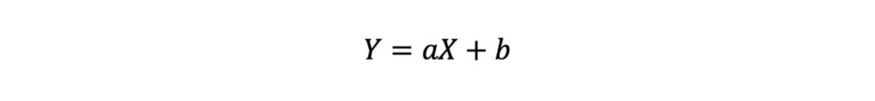 Y = aX + b